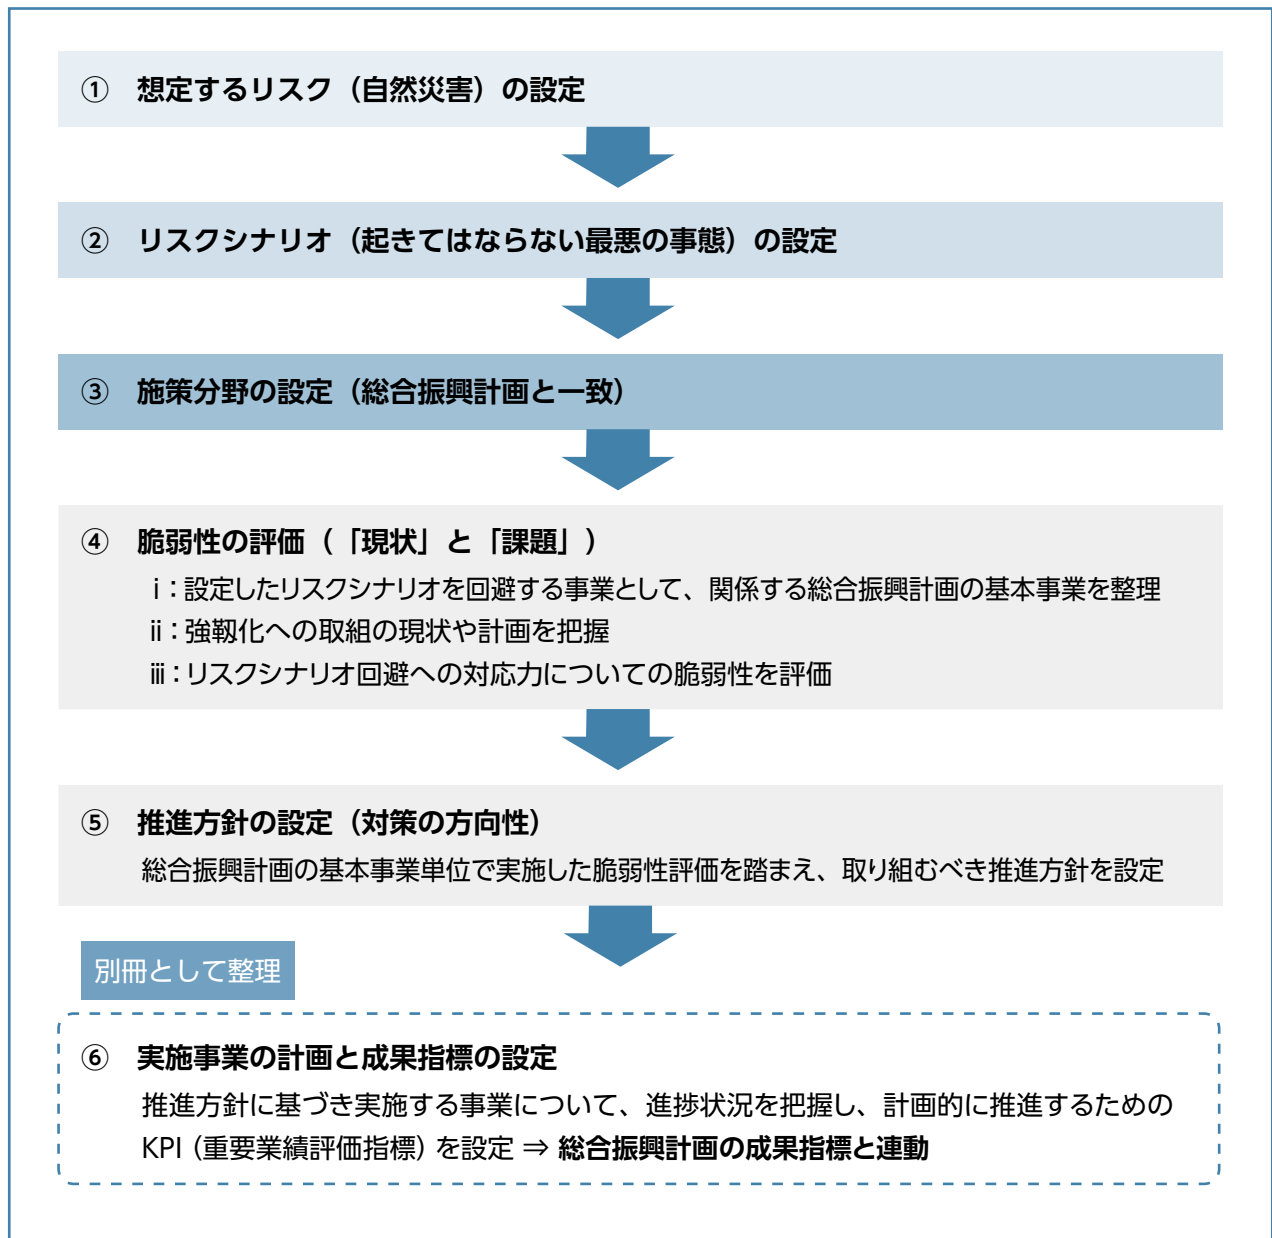 ① 想定するリスク（自然災害）の設定
② リスクシナリオ（起きてはならない最悪の事態）の設定
③ 施策分野の設定（総合振興計画と一致）
④ 脆弱性の評価（「現状」と「課題」）
ⅰ：設定したリスクシナリオを回避する事業として、関係する総合振興計画の基本事業を整理
ⅱ：強靱化への取組の現状や計画を把握
ⅲ：リスクシナリオ回避への対応力についての脆弱性を評価
⑤ 推進方針の設定（対策の方向性）
総合振興計画の基本事業単位で実施した脆弱性評価を踏まえ、取り組むべき推進方針を設定
別冊として整理
⑥ 実施事業の計画と成果指標の設定
推進方針に基づき実施する事業について、進捗状況を把握し、計画的に推進するための
KPI（重要業績評価指標）を設定 ⇒ 総合振興計画の成果指標と連動